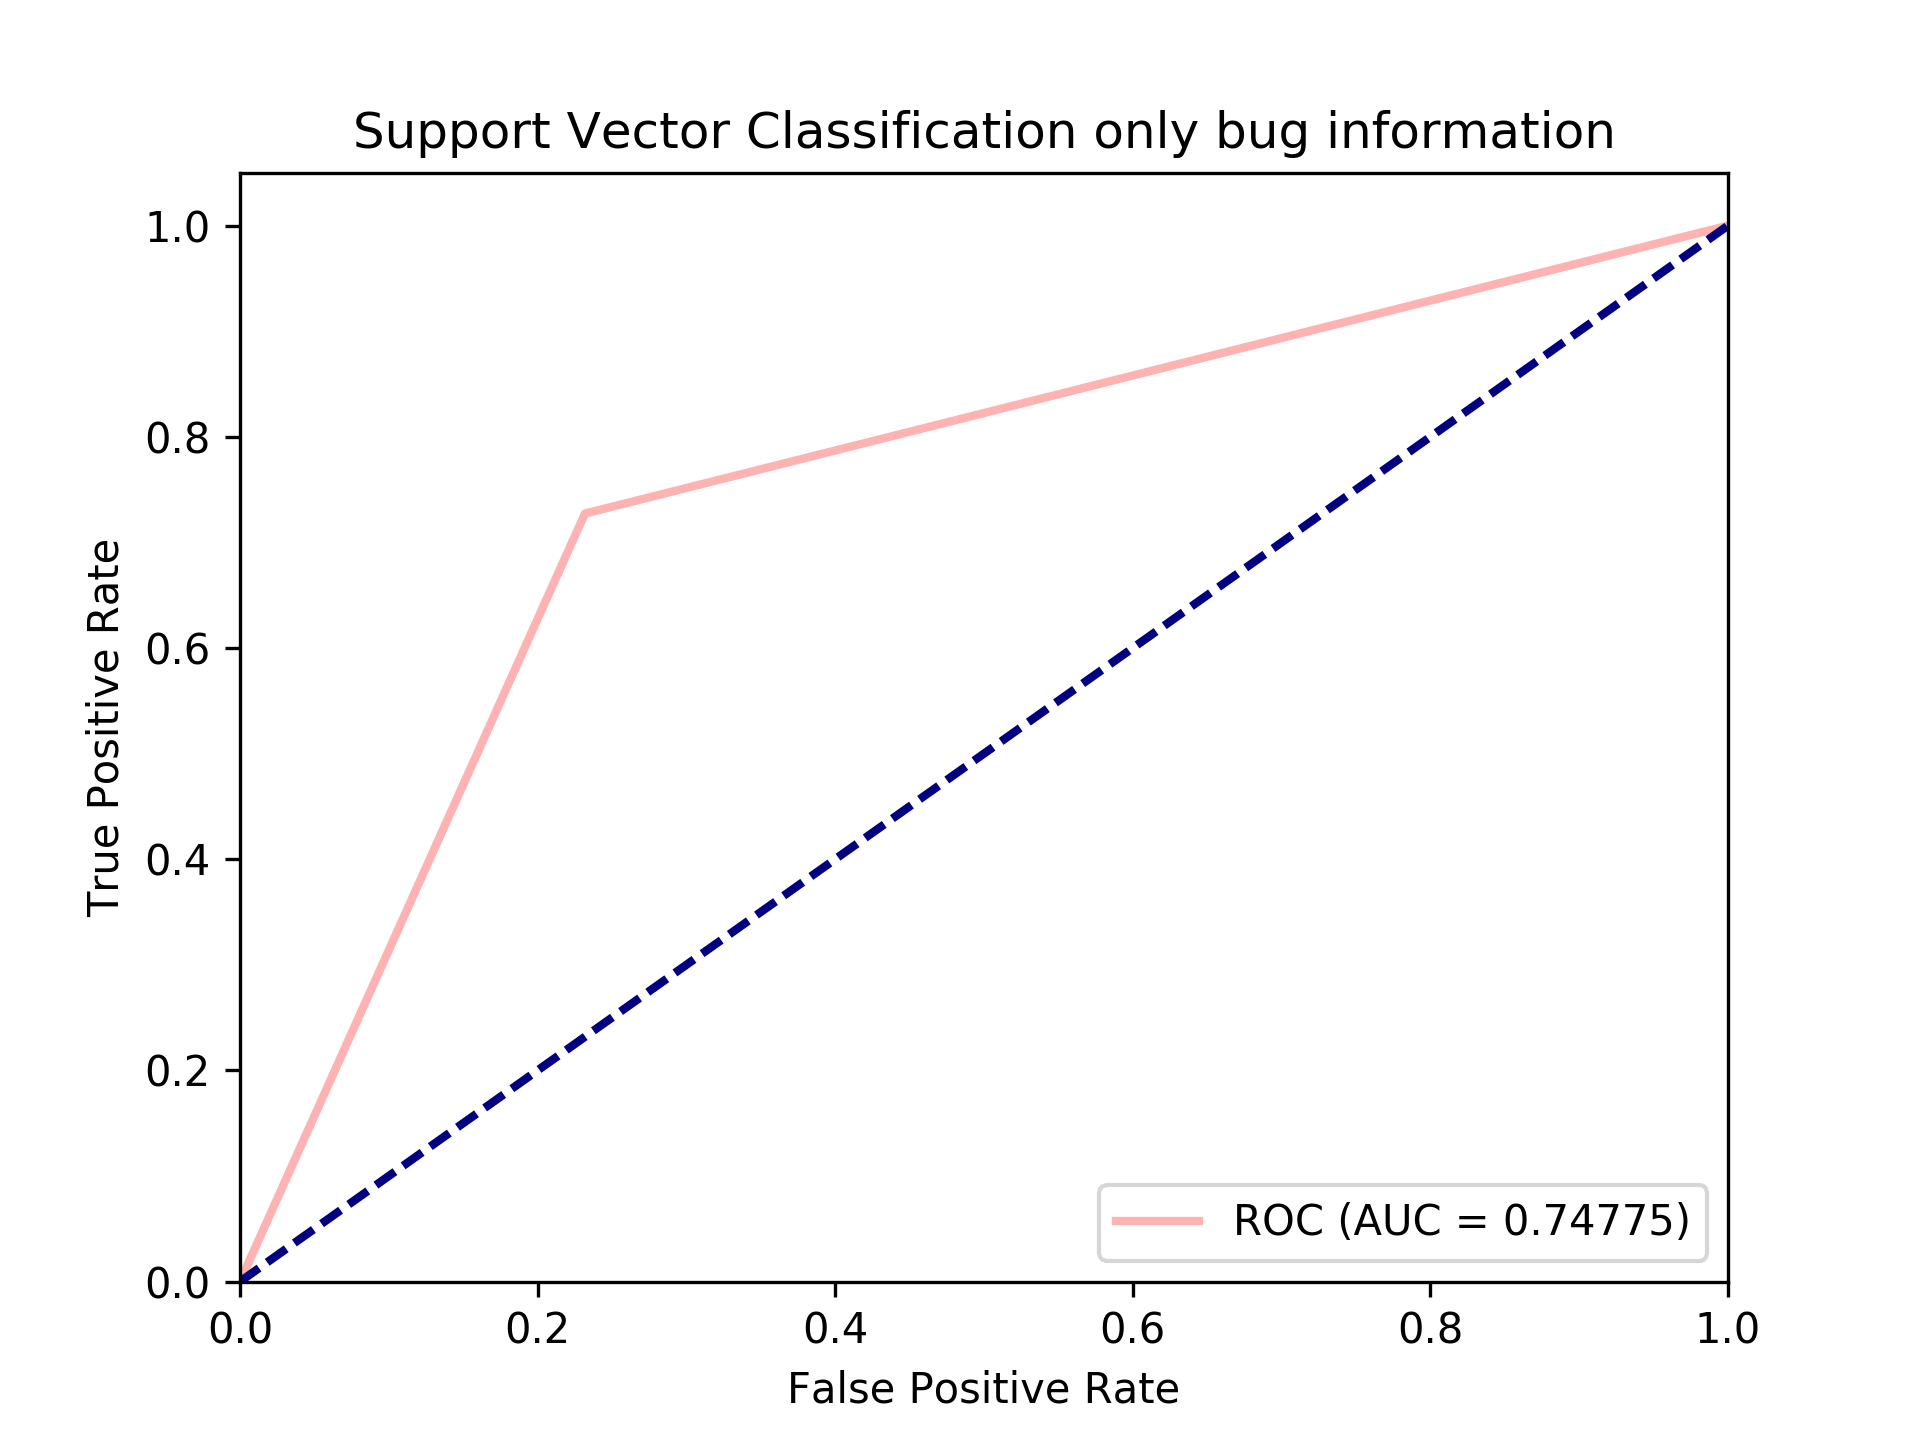 Support Vector Classification only bug information
1.0
0.8
0.6
0.4
0.2
0.0
True Positive Rate
ROC (AUC = 0.74775)
0.0 0.2 0.4 0.6 0.8 1.0
False Positive Rate